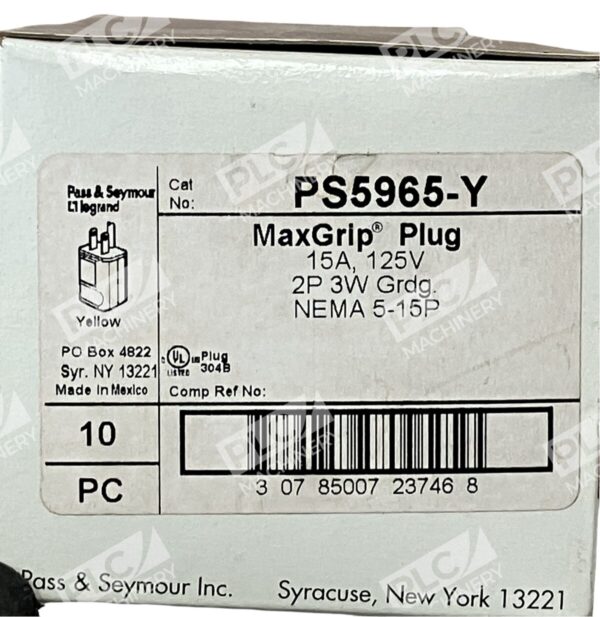 Pass & Seymour
legrand
Yellow
PO Box 4822
Syr. NY 13221
Made in Mexico
10
PC
Cat
No:
PS5965-Y
MaxGrip® Plug
15A, 125V
2P 3W Grdg.
NEMA 5-15P
UL
LISTED
Plug
304B
Comp Ref No:
3 07 85007 23746 8
Pass & Seymour Inc. Syracuse, New York 13221
PLC
MACHINERY